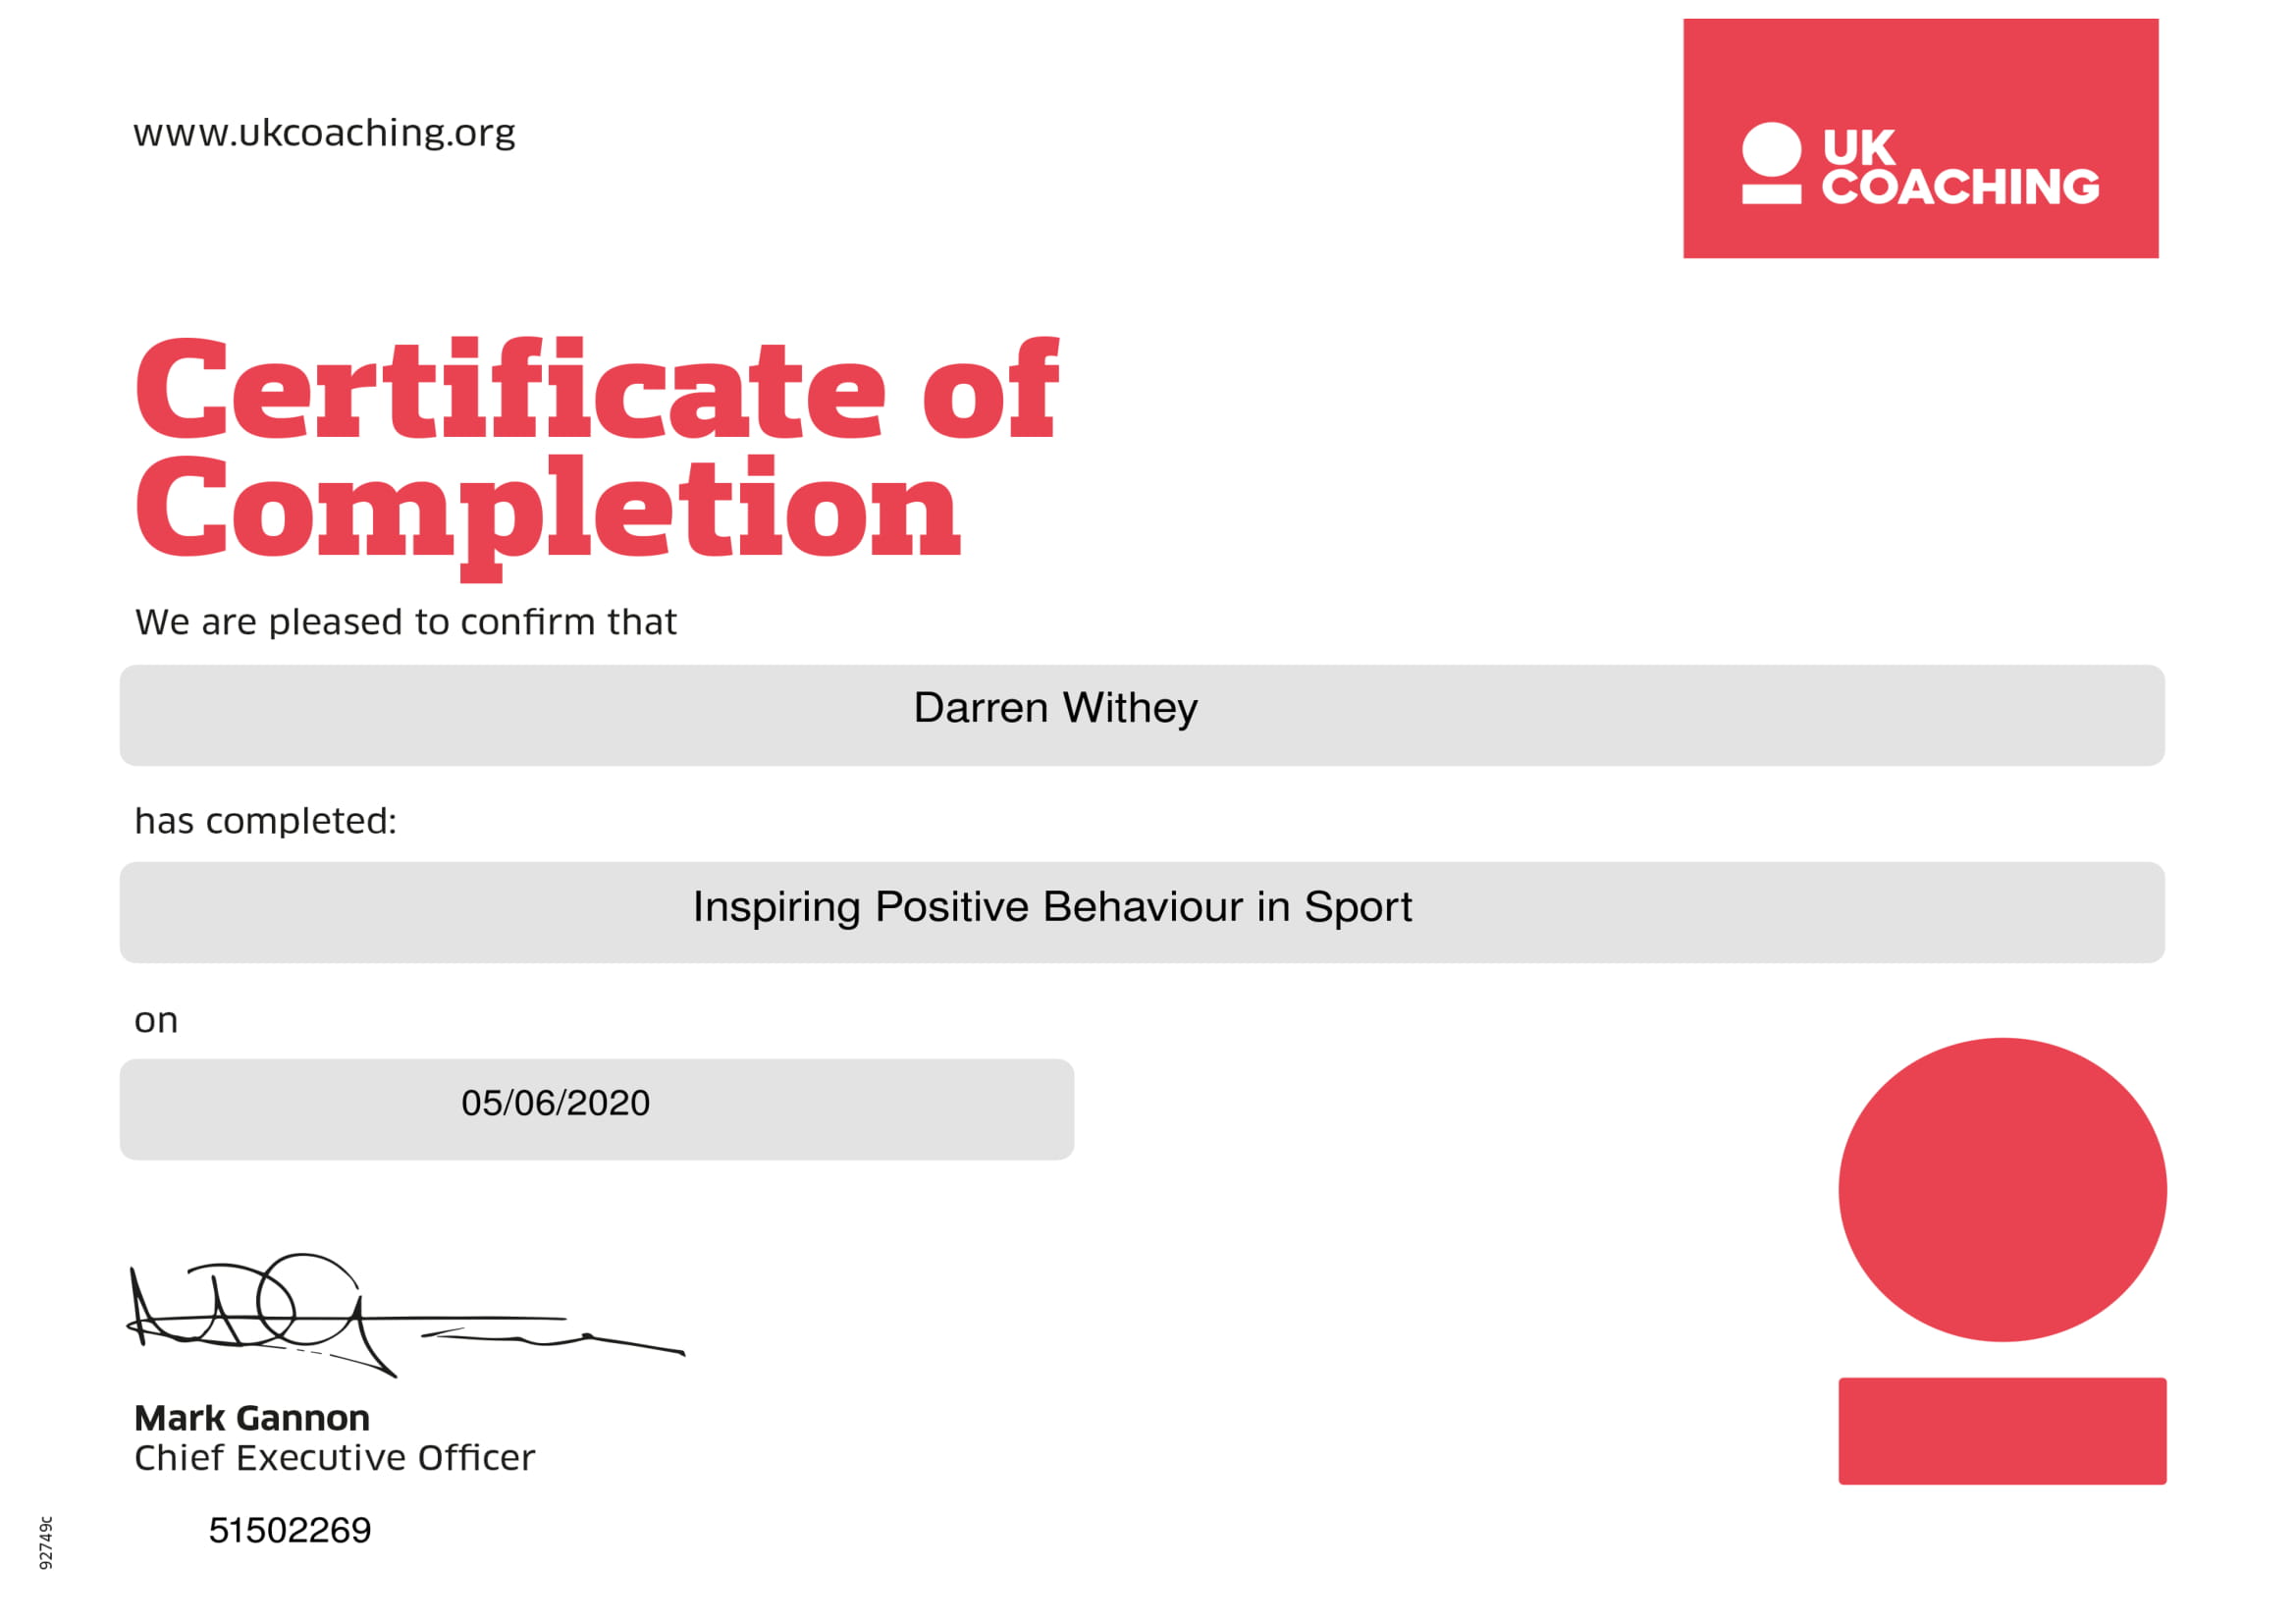 www.ukcoaching.org
UK
COACHING
Certificate of
Completion
We are pleased to confirm that
Darren Withey
has completed:
Inspiring Positive Behaviour in Sport
on
05/06/2020
Mark Gannon
Chief Executive Officer
51502269
92749c